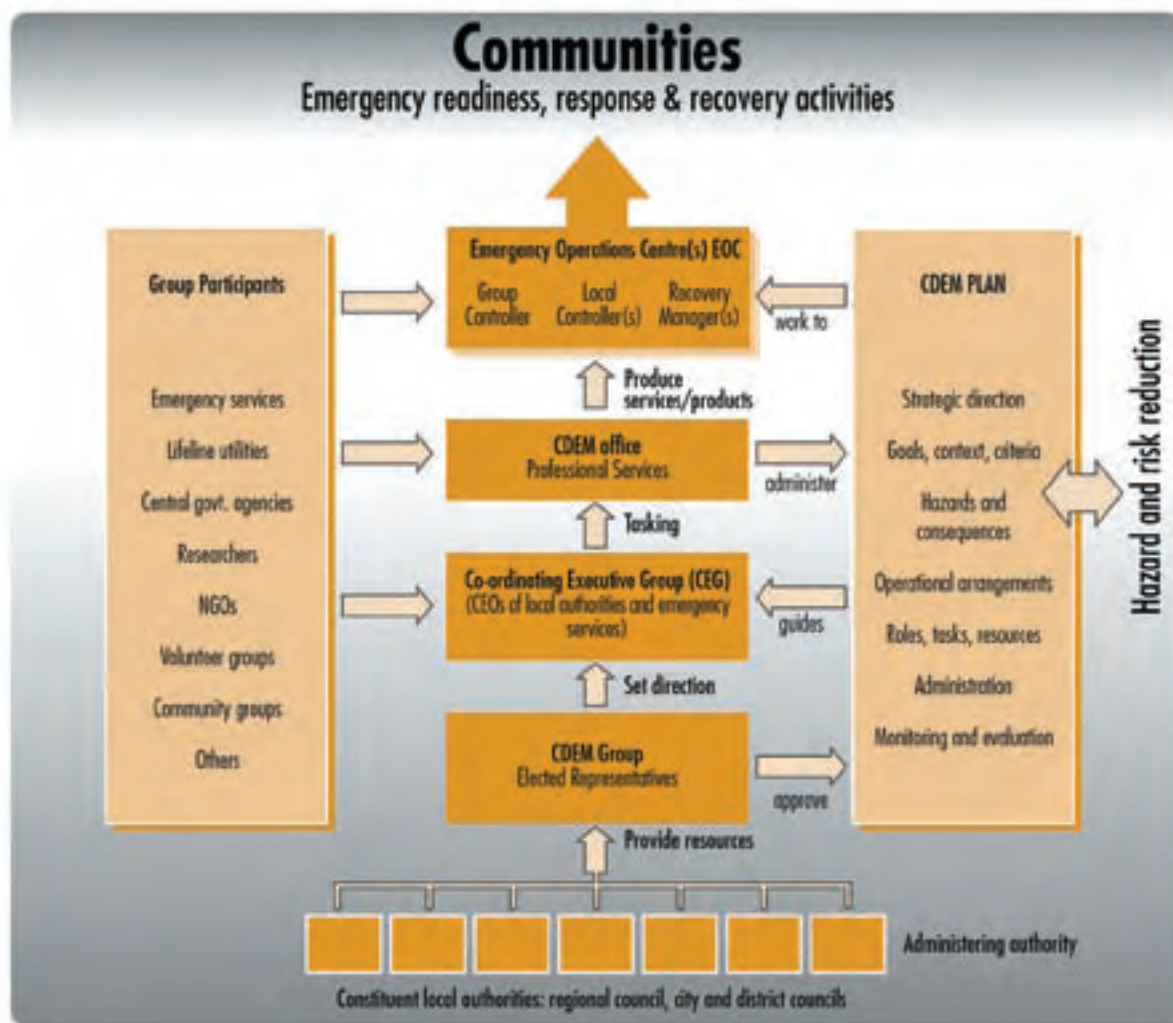 Communities
Emergency readiness, response & recovery activities
Group Participants
Emergency services
Lifeline utilities
Central govt. agencies
Researchers
NGOs
Volunteer groups
Community groups
Others
Emergency Operations Centre(s) EOC
Group
Controller
Local
Controller(s)
Recovery
Manager(s)
Produce
services/products
CDEM office
Professional Services
Tasking
Co-ordinating Executive Group (CEG)
(CEOs of local authorities and emergency
services)
Set direction
CDEM Group
Elected Representatives
Provide resources
work to
administer
guides
approve
CDEM PLAN
Strategic direction
Goals, context, criteria
Hazards and
consequences
Operational arrangements
Roles, tasks, resources
Administration
Monitoring and evaluation
Hazard and risk reduction
Administering authority
Constituent local authorities: regional council, city and district councils